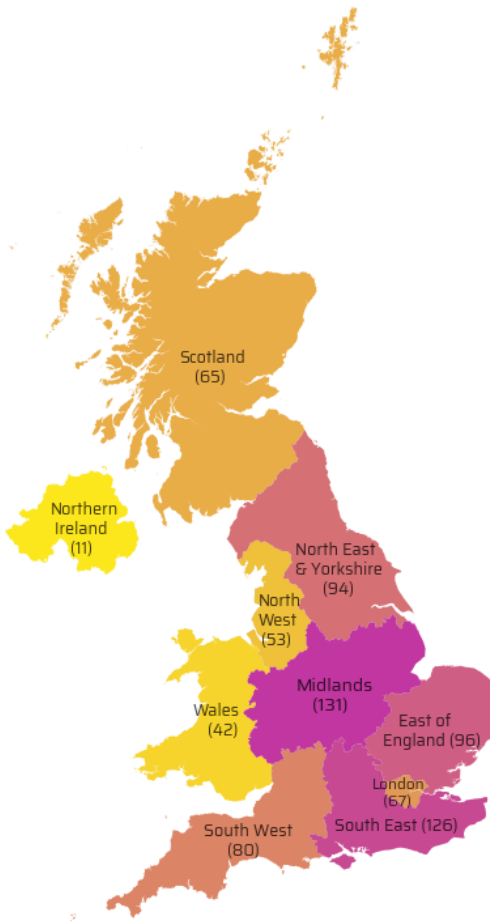 Scotland
(65)
Northern
Ireland
(11)
North East
& Yorkshire
(94)
North
West
(53)
Midlands
(131)
Wales
(42)
East of
England (96)
London
(67)
South West
(80)
South East (126)